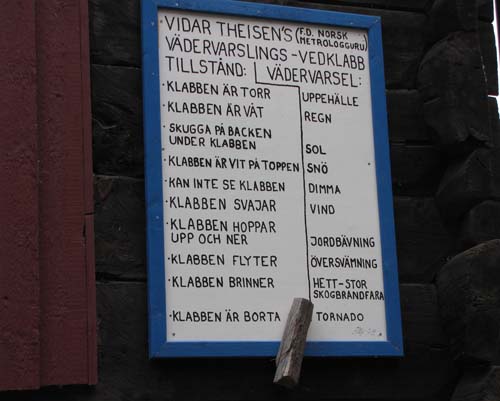 VIDAR THEISEN'S (F.D. NORSK METROLOGGURU)
VÄDERVARSLINGS-VEDKLABB
TILLSTÅND: VÄDERVARSEL:
·KLABBEN ÄR TORR UPPEHÄLLE
·KLABBEN ÄR VÅT REGN
·SKUGGA PÅ BACKEN
UNDER KLABBEN SOL
·KLABBEN ÄR VIT PÅ TOPPEN SNÖ
·KAN INTE SE KLABBEN DIMMA
·KLABBEN SVAJAR VIND
·KLABBEN HOPPAR
UPP OCH NER JORDBÄVNING
·KLABBEN FLYTER ÖVERSVÄMNING
·KLABBEN BRINNER HETT-STOR
SKOGBRANDFARA
·KLABBEN ÄR BORTA TORNADO